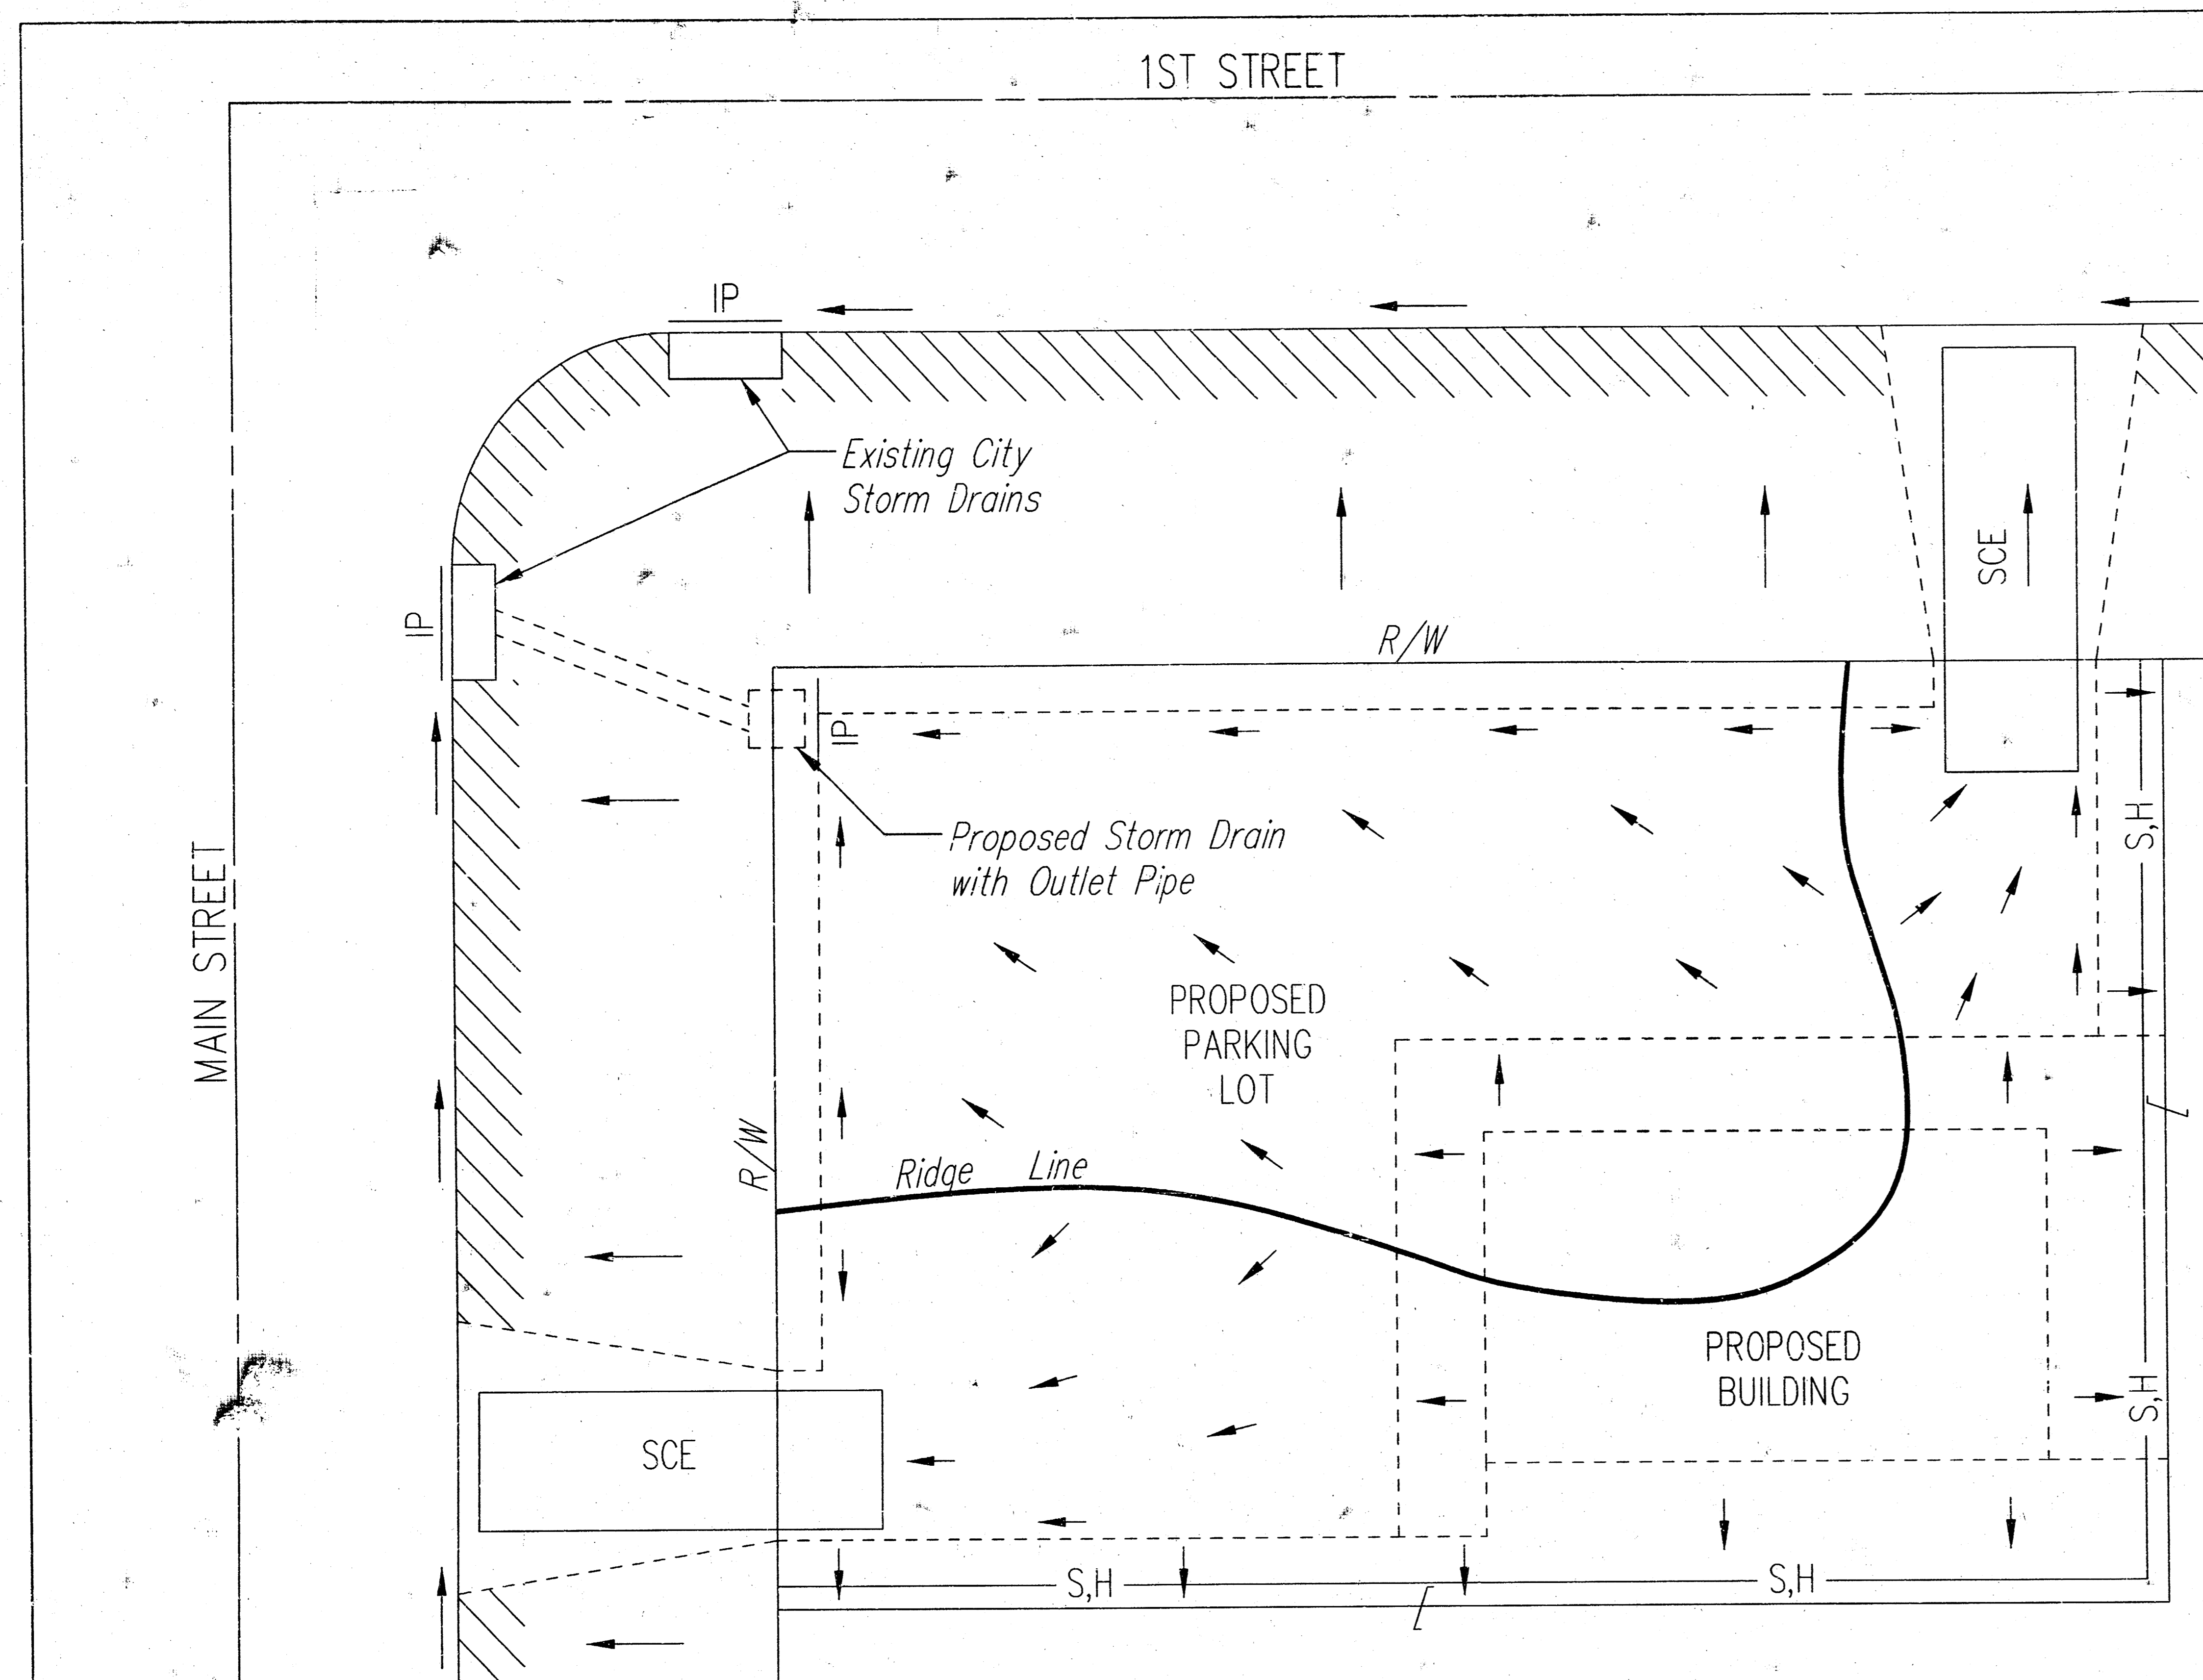 1ST STREET
IP
Existing City
Storm Drains
SCE
IP
R/W
IP
Proposed Storm Drain
with Outlet Pipe
S,H
MAIN STREET
PROPOSED
PARKING
LOT
R/W
Ridge Line
PROPOSED
BUILDING
S,H
SCE
S,H
S,H